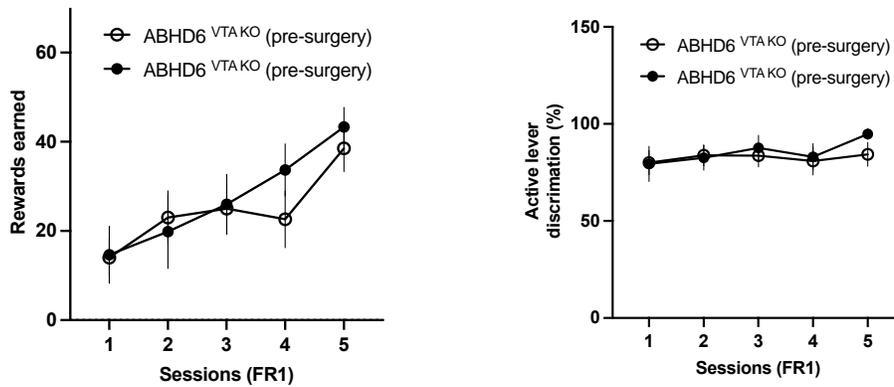 ABHD6 VTA KO (pre-surgery)
ABHD6 VTA KO (pre-surgery)
60
40
20
0
Rewards earned
1 2 3 4 5
Sessions (FR1)
ABHD6 VTA KO (pre-surgery)
ABHD6 VTA KO (pre-surgery)
150
100
50
0
Active lever
discrimation (%)
1 2 3 4 5
Sessions (FR1)